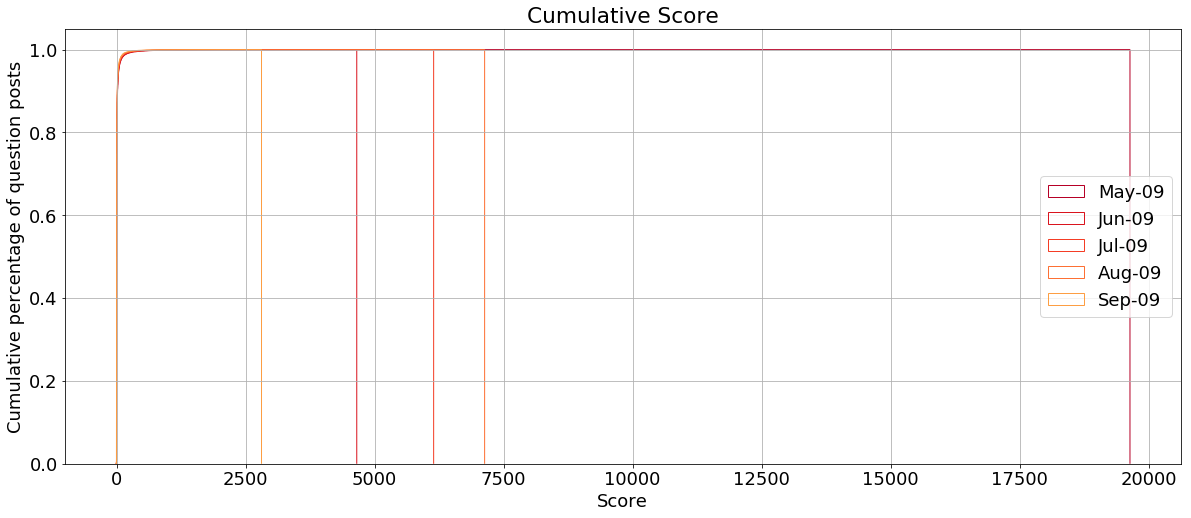 Cumulative Score
Cumulative percentage of question posts
1.0
0.8
0.6
0.4
0.2
0.0
0 2500 5000 7500 10000 12500 15000 17500 20000
Score
May-09
Jun-09
Jul-09
Aug-09
Sep-09